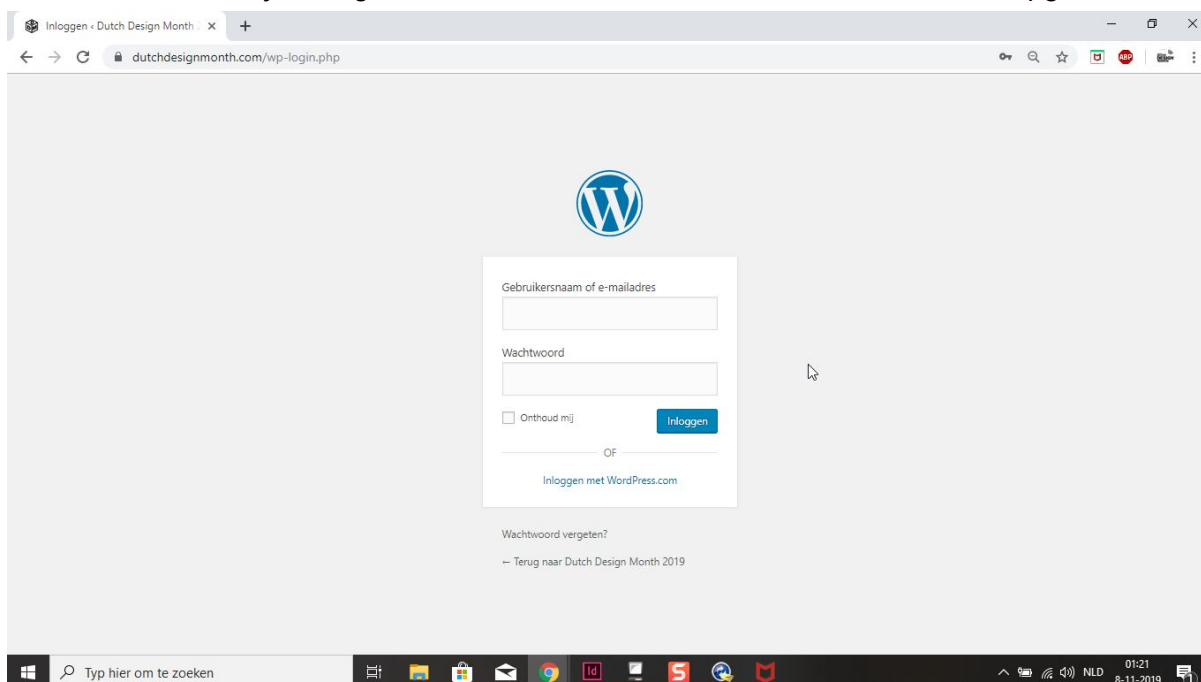 Inloggen ‹ Dutch Design Month
dutchdesignmonth.com/wp-login.php
ABP
Gebruikersnaam of e-mailadres
Wachtwoord
Onthoud mij
Inloggen
OF
Inloggen met WordPress.com
Wachtwoord vergeten?
← Terug naar Dutch Design Month 2019
Typ hier om te zoeken
Id
S
NLD
01:21
8-11-2019